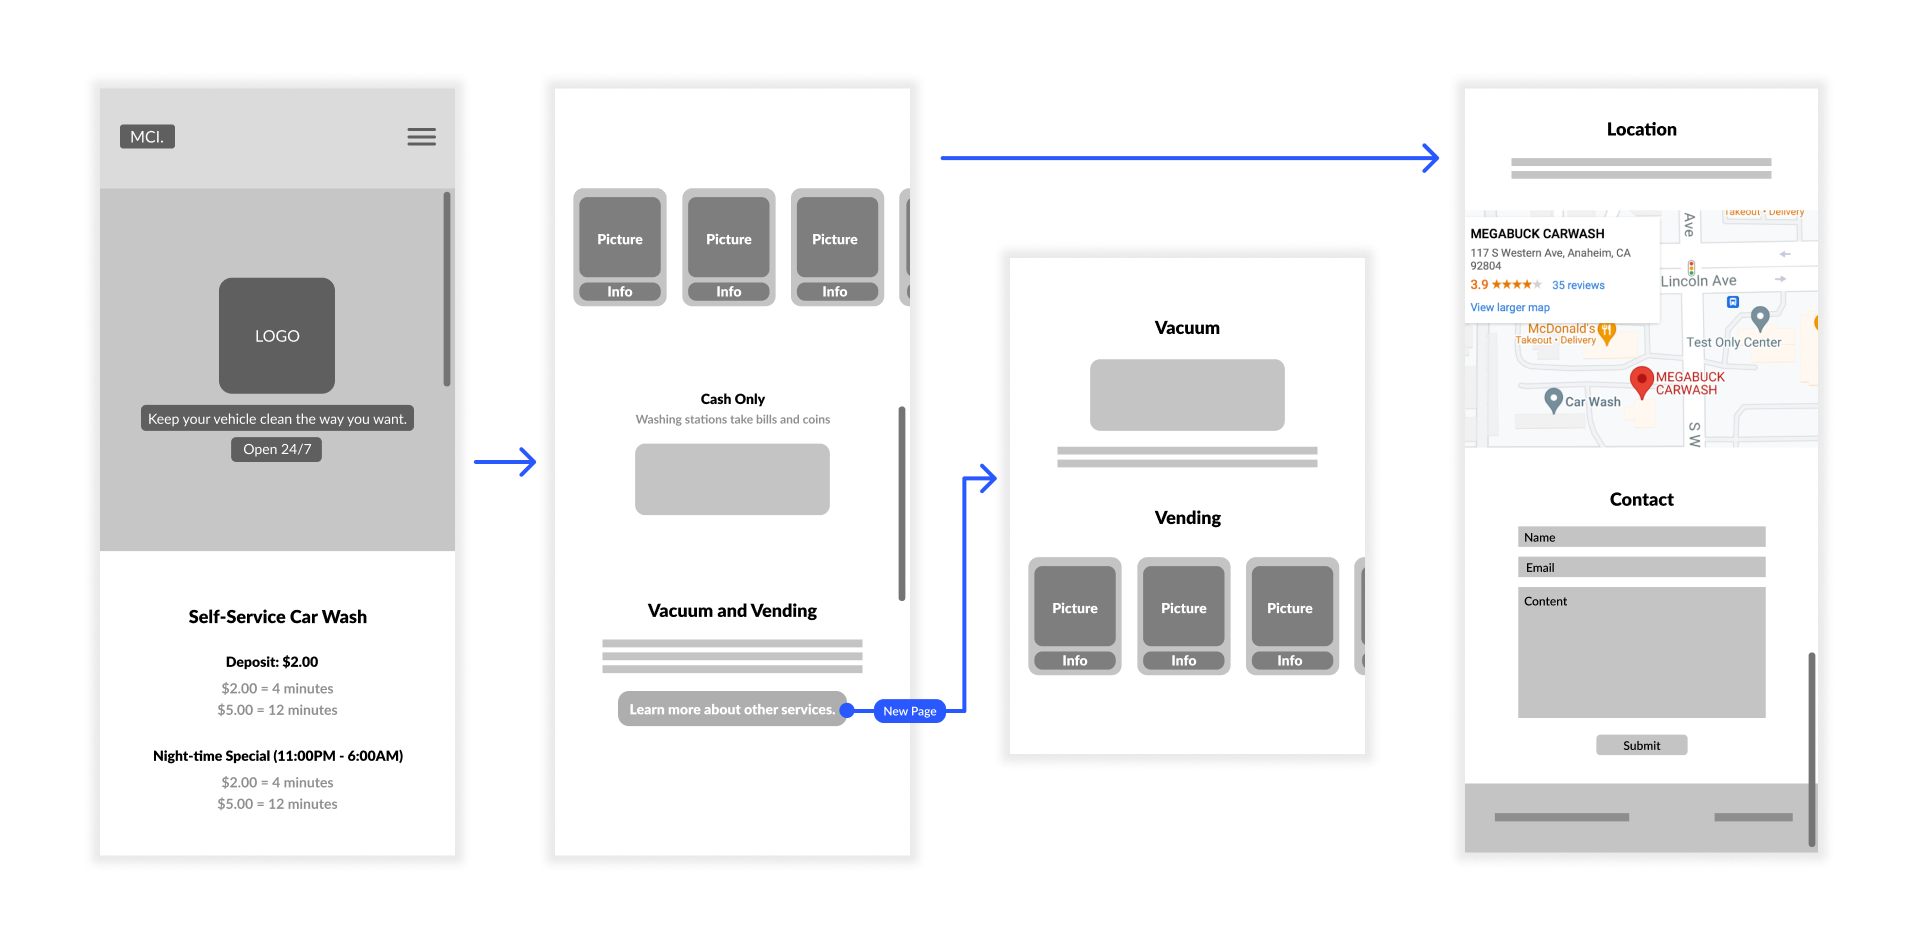 MCI.
LOGO
Keep your vehicle clean the way you want.
Open 24/7
Self-Service Car Wash
Deposit: $2.00
$2.00 = 4 minutes
$5.00 = 12 minutes
Night-time Special (11:00PM - 6:00AM)
$2.00 = 4 minutes
$5.00 = 12 minutes
Picture
Picture
Picture
Info
Info
Info
Cash Only
Washing stations take bills and coins
Vacuum and Vending
Learn more about other services.
New Page
Vacuum
Vending
Picture
Picture
Picture
Info
Info
Info
Location
Takeout • Delivery
Ave
MEGABUCK CARWASH
117 S Western Ave, Anaheim, CA
92804
3.9
35 reviews
View larger map
Lincoln Ave
McDonald's
Takeout • Delivery
Test Only Center
MEGABUCK
CARWASH
Car Wash
S W
Contact
Name
Email
Content
Submit